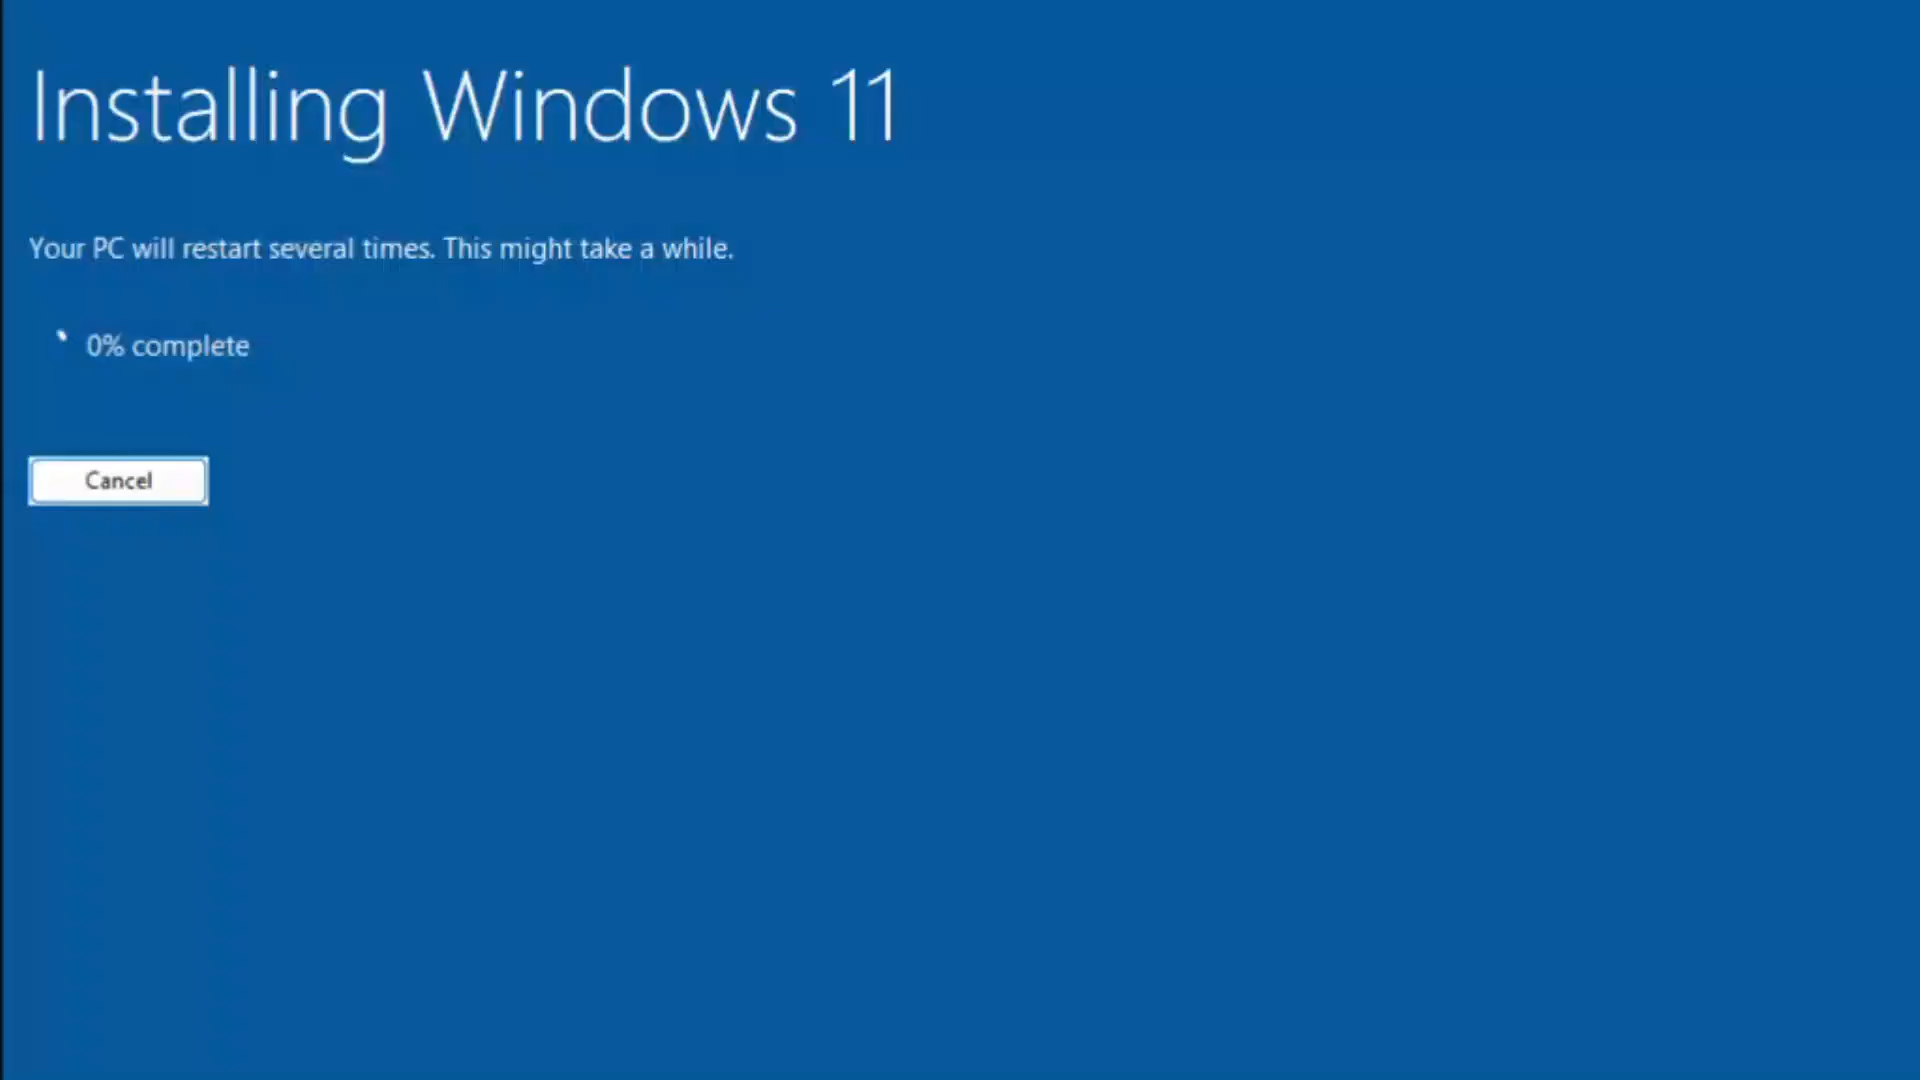 Installing Windows 11
Your PC will restart several times. This might take a while.
0% complete
Cancel